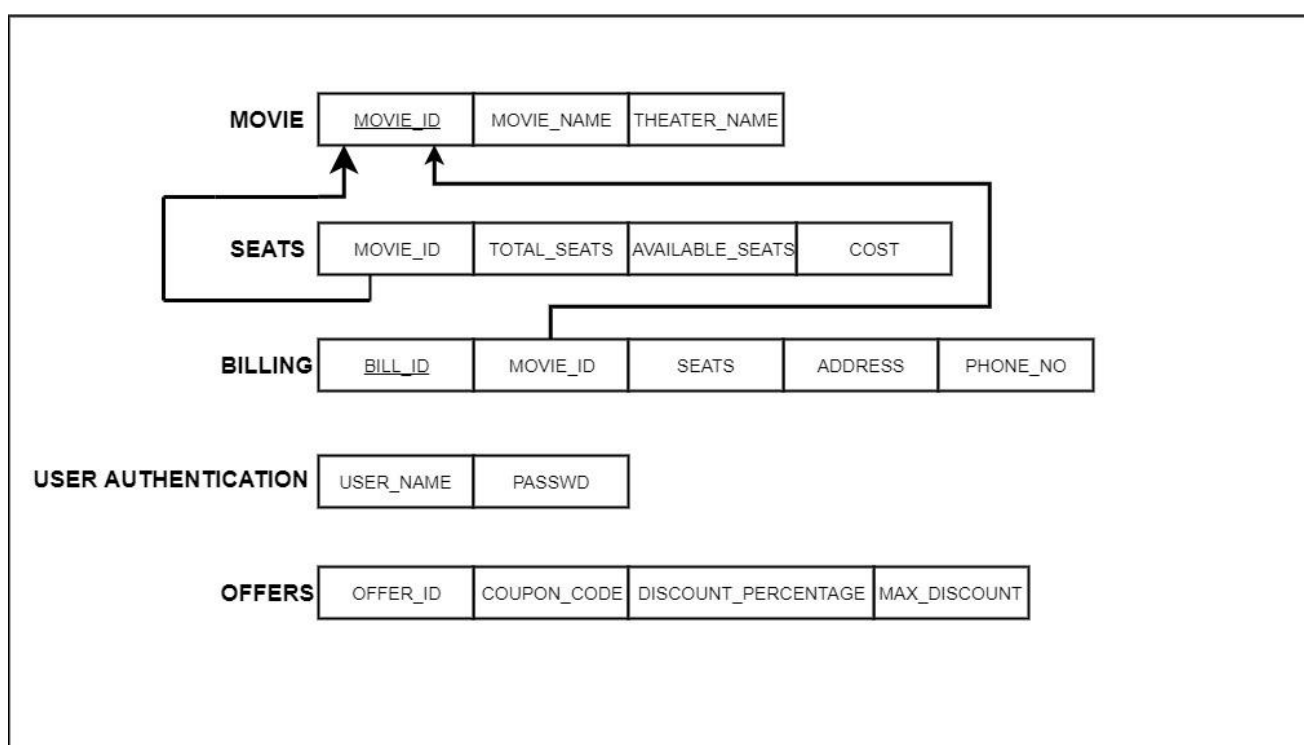 MOVIE MOVIE_ID MOVIE_NAME THEATER_NAME
SEATS MOVIE_ID TOTAL_SEATS AVAILABLE_SEATS COST
BILLING BILL_ID MOVIE_ID SEATS ADDRESS PHONE_NO
USER AUTHENTICATION USER_NAME PASSWD
OFFERS OFFER_ID COUPON_CODE DISCOUNT_PERCENTAGE MAX_DISCOUNT